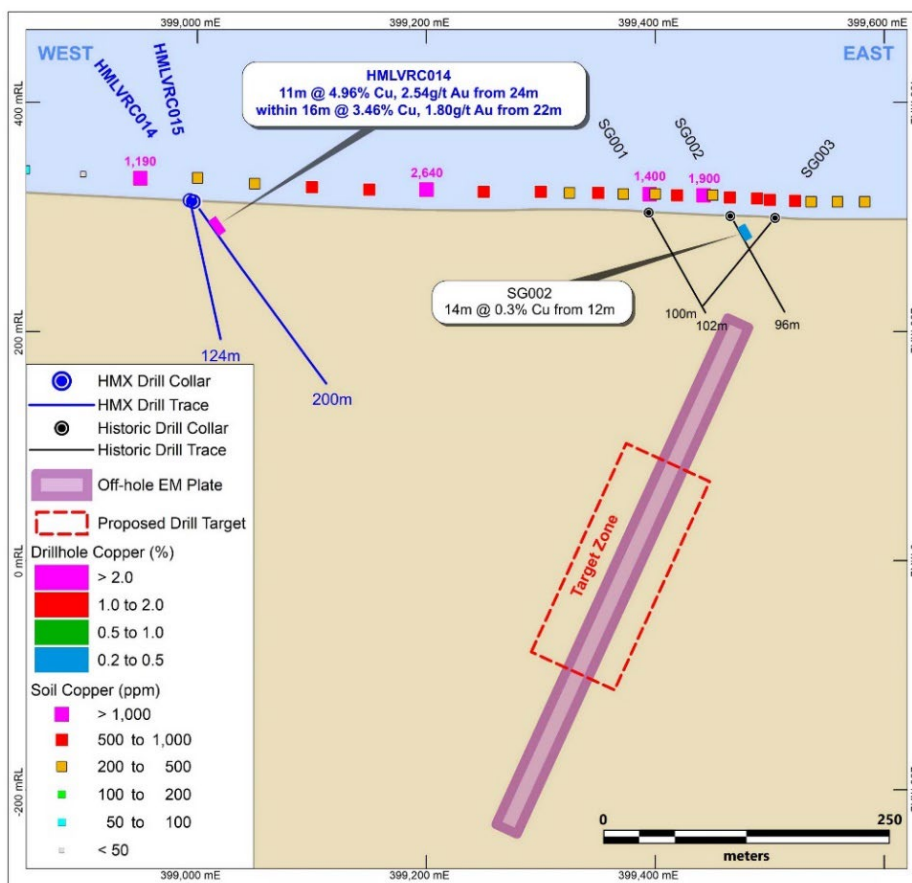 399,000 mE
399,200 mE
399,400 mE
399,600 mE
WEST
EAST
HMLVRC014
HMLVRC015
HMLVRC014
11m @ 4.96% Cu, 2.54g/t Au from 24m
within 16m @ 3.46% Cu, 1.80g/t Au from 22m
SG001
SG002
SG003
400 mRL
1,190
2,640
1,400
1,900
SG002
14m @ 0.3% Cu from 12m
200 mRL
100m
102m
96m
124m
200m
HMX Drill Collar
HMX Drill Trace
Historic Drill Collar
Historic Drill Trace
Off-hole EM Plate
Proposed Drill Target
Target Zone
0 mRL
Drillhole Copper (%)
> 2.0
1.0 to 2.0
0.5 to 1.0
0.2 to 0.5
Soil Copper (ppm)
> 1,000
500 to 1,000
200 to 500
100 to 200
50 to 100
< 50
-200 mRL
0
250
meters
399,000 mE
399,200 mE
399,400 mE
399,600 mE